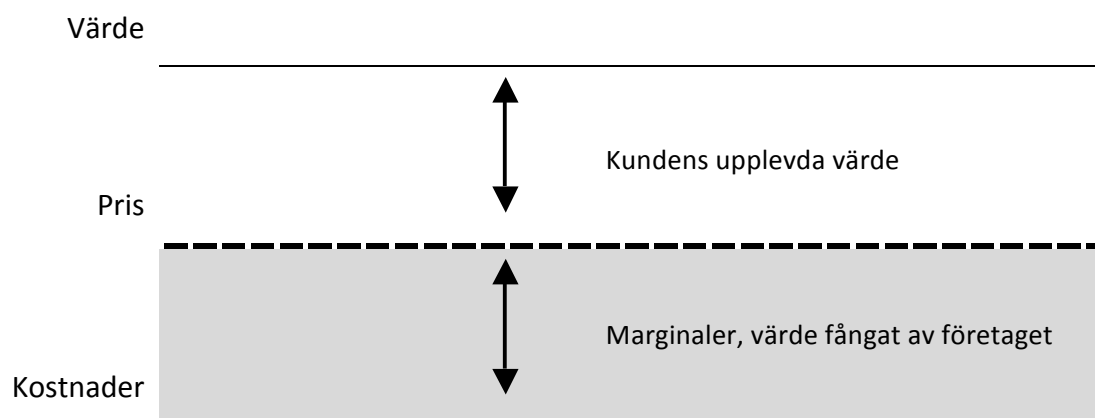 Värde
Kundens upplevda värde
Pris
Marginaler, värde fångat av företaget
Kostnader